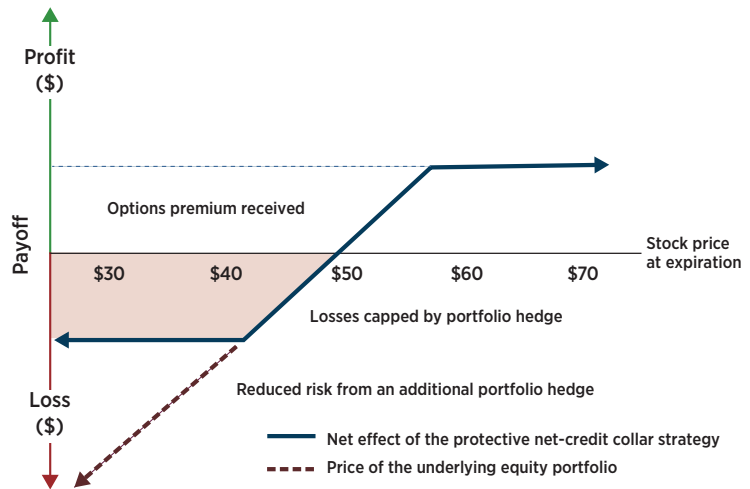 Profit
($)
Options premium received
Payoff
Stock price
at expiration
$30
$40
$50
$60
$70
Losses capped by portfolio hedge
Reduced risk from an additional portfolio hedge
Loss
($)
Net effect of the protective net-credit collar strategy
Price of the underlying equity portfolio